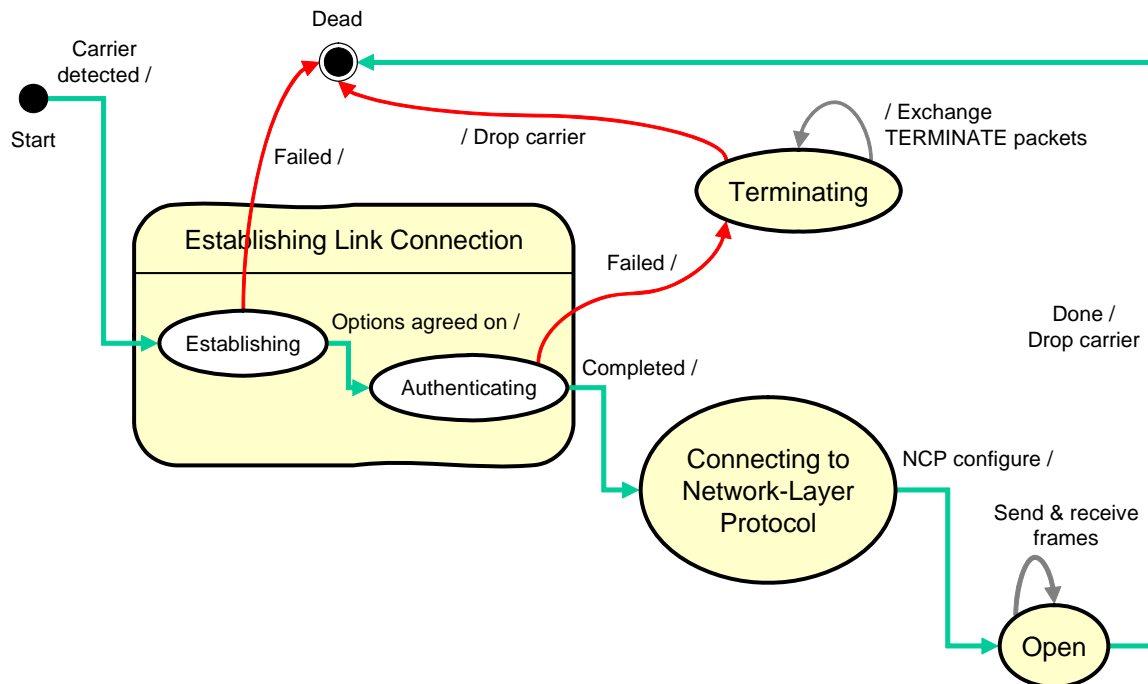 Dead
Carrier
detected /
Start
/ Exchange
TERMINATE packets
/ Drop carrier
Failed /
Terminating
Establishing Link Connection
Failed /
Done /
Drop carrier
Options agreed on /
Establishing
Completed /
Authenticating
Connecting to
Network-Layer
Protocol
NCP configure /
Send & receive
frames
Open